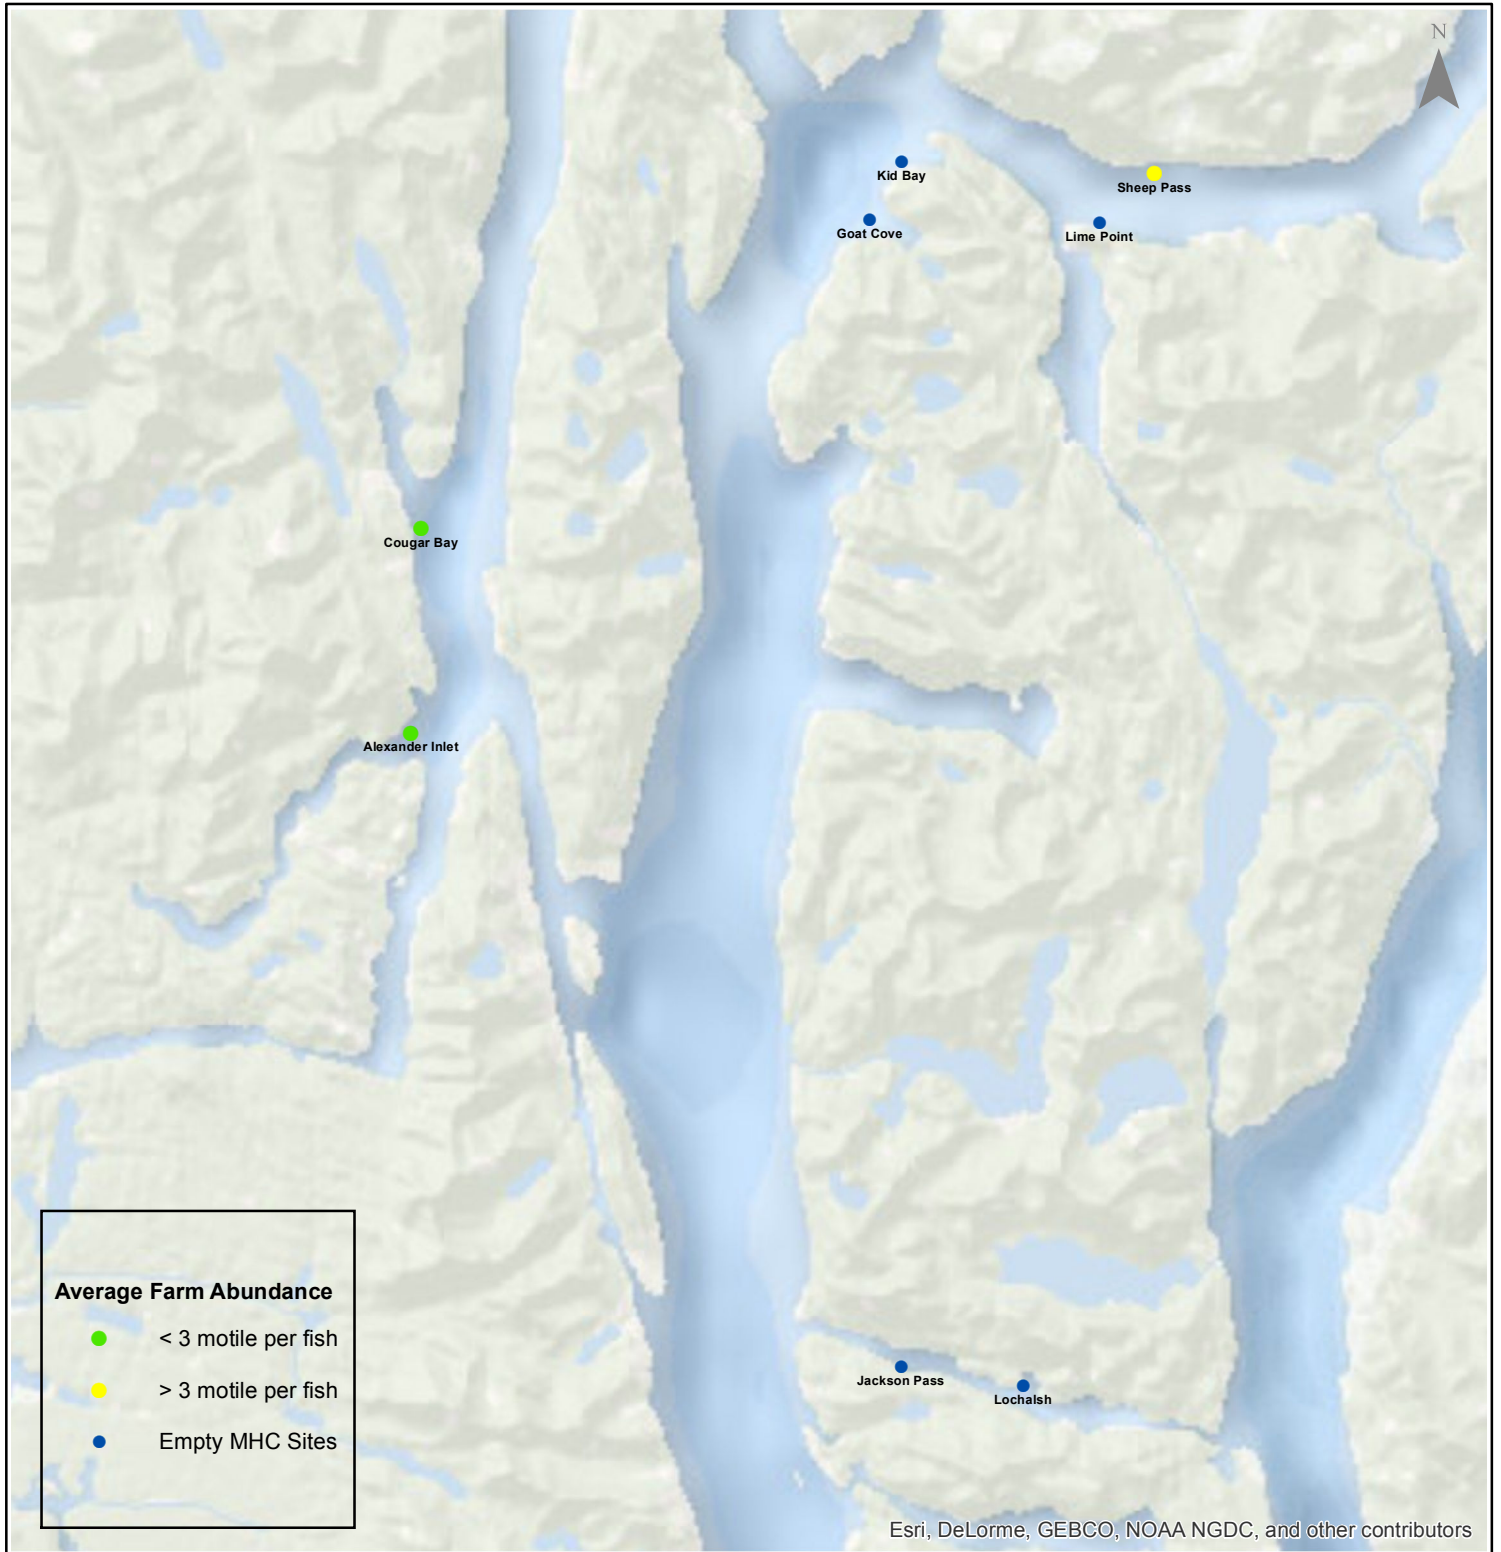 N
Kid Bay
Sheep Pass
Goat Cove
Lime Point
Cougar Bay
Alexander Inlet
Average Farm Abundance
< 3 motile per fish
> 3 motile per fish
Empty MHC Sites
Jackson Pass
Lochalsh
Esri, DeLorme, GEBCO, NOAA NGDC, and other contributors